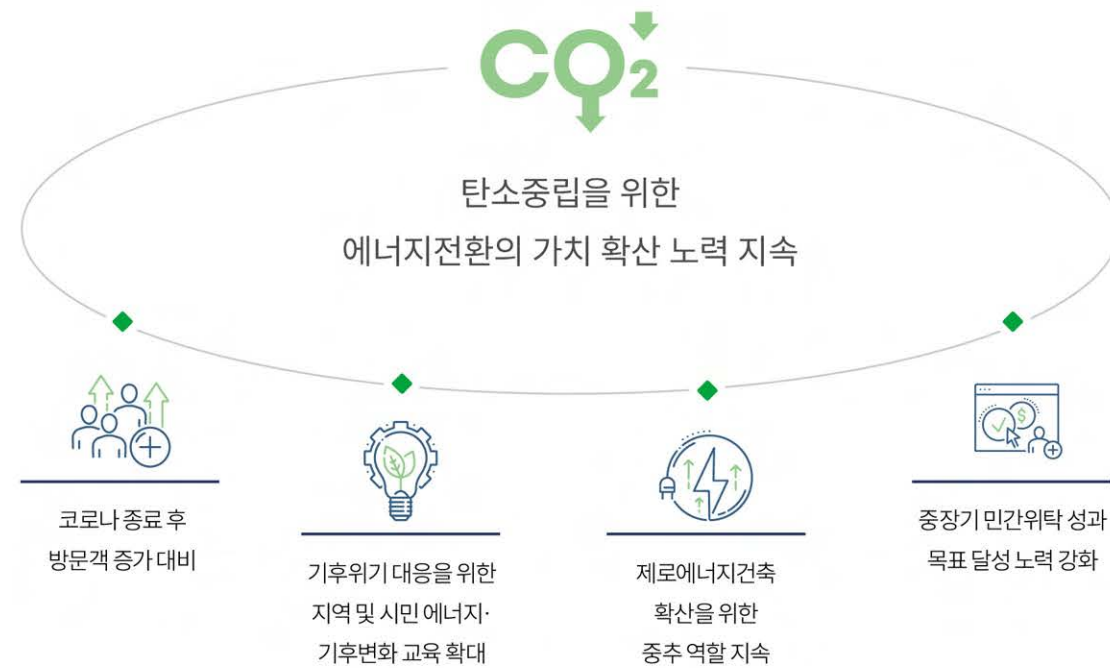 CO2
탄소중립을 위한
에너지전환의 가치 확산 노력 지속
코로나 종료 후
방문객 증가 대비
기후위기 대응을 위한
지역 및 시민 에너지·
기후변화 교육 확대
제로에너지건축
확산을 위한
중추 역할 지속
$
중장기 민간위탁 성과
목표 달성 노력 강화